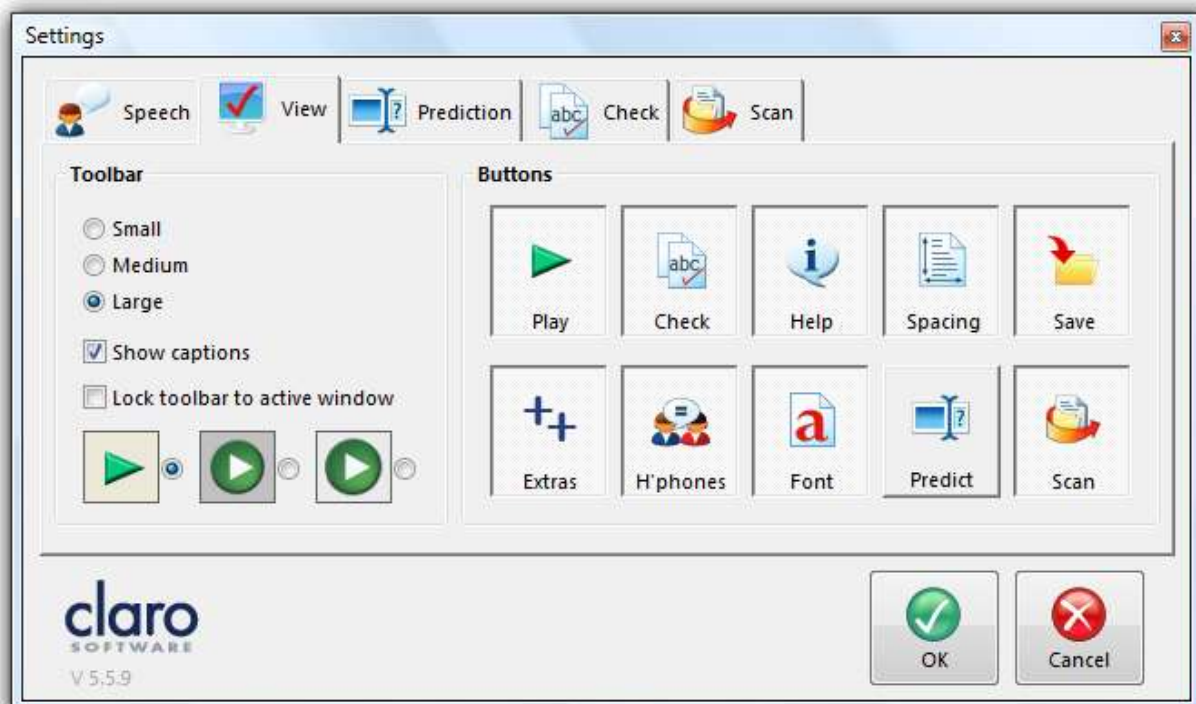 Settings
Speech View Prediction Check Scan
Toolbar
Small
Medium
Large
Show captions
Lock toolbar to active window
Buttons
Play Check Help Spacing Save
Extras H'phones Font Predict Scan
claro
SOFTWARE
V 5.5.9
OK Cancel